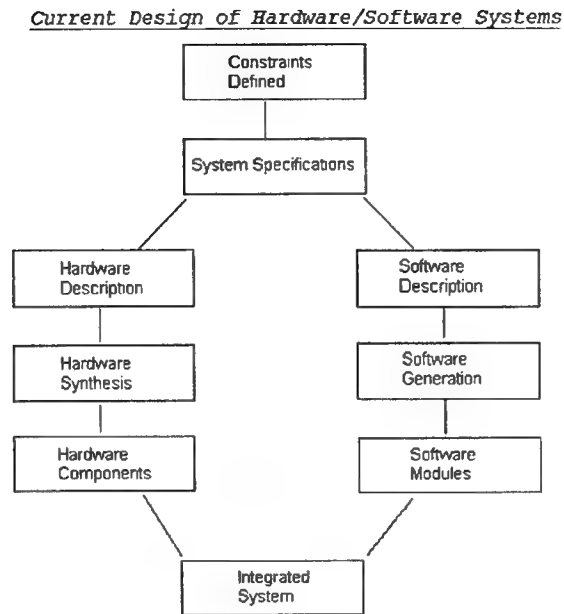 Current Design of Hardware/Software Systems
Constraints
Defined
System Specifications
Hardware
Description
Software
Description
Hardware
Synthesis
Software
Generation
Hardware
Components
Software
Modules
Integrated
System